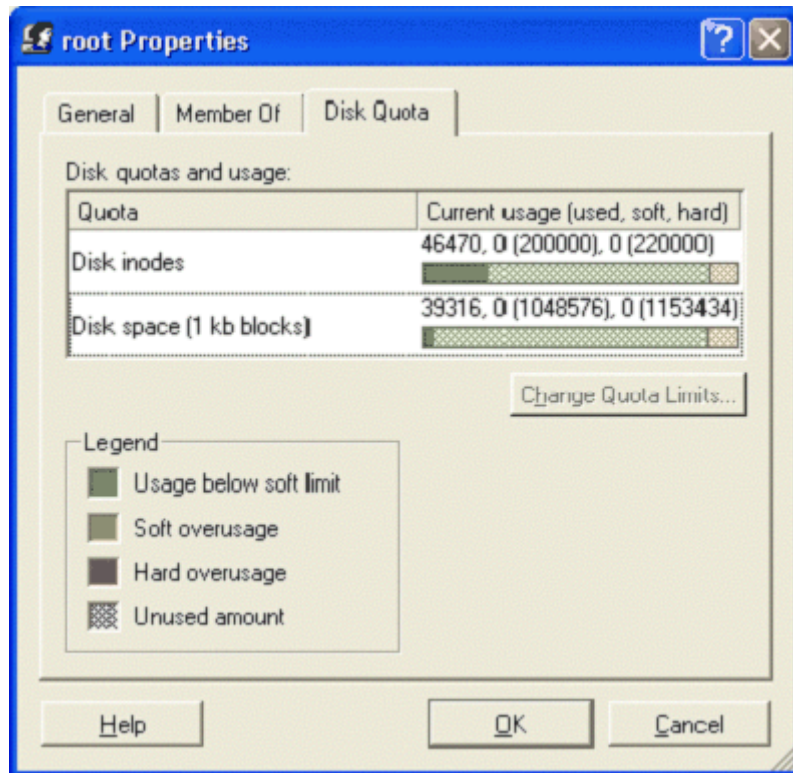 root Properties
General Member Of Disk Quota
Disk quotas and usage:
Quota Current usage (used, soft, hard)
Disk inodes 46470, 0 (200000), 0 (220000)
Disk space (1 kb blocks) 39316, 0 (1048576), 0 (1153434)
Change Quota Limits...
Legend
Usage below soft limit
Soft overusage
Hard overusage
Unused amount
Help OK Cancel